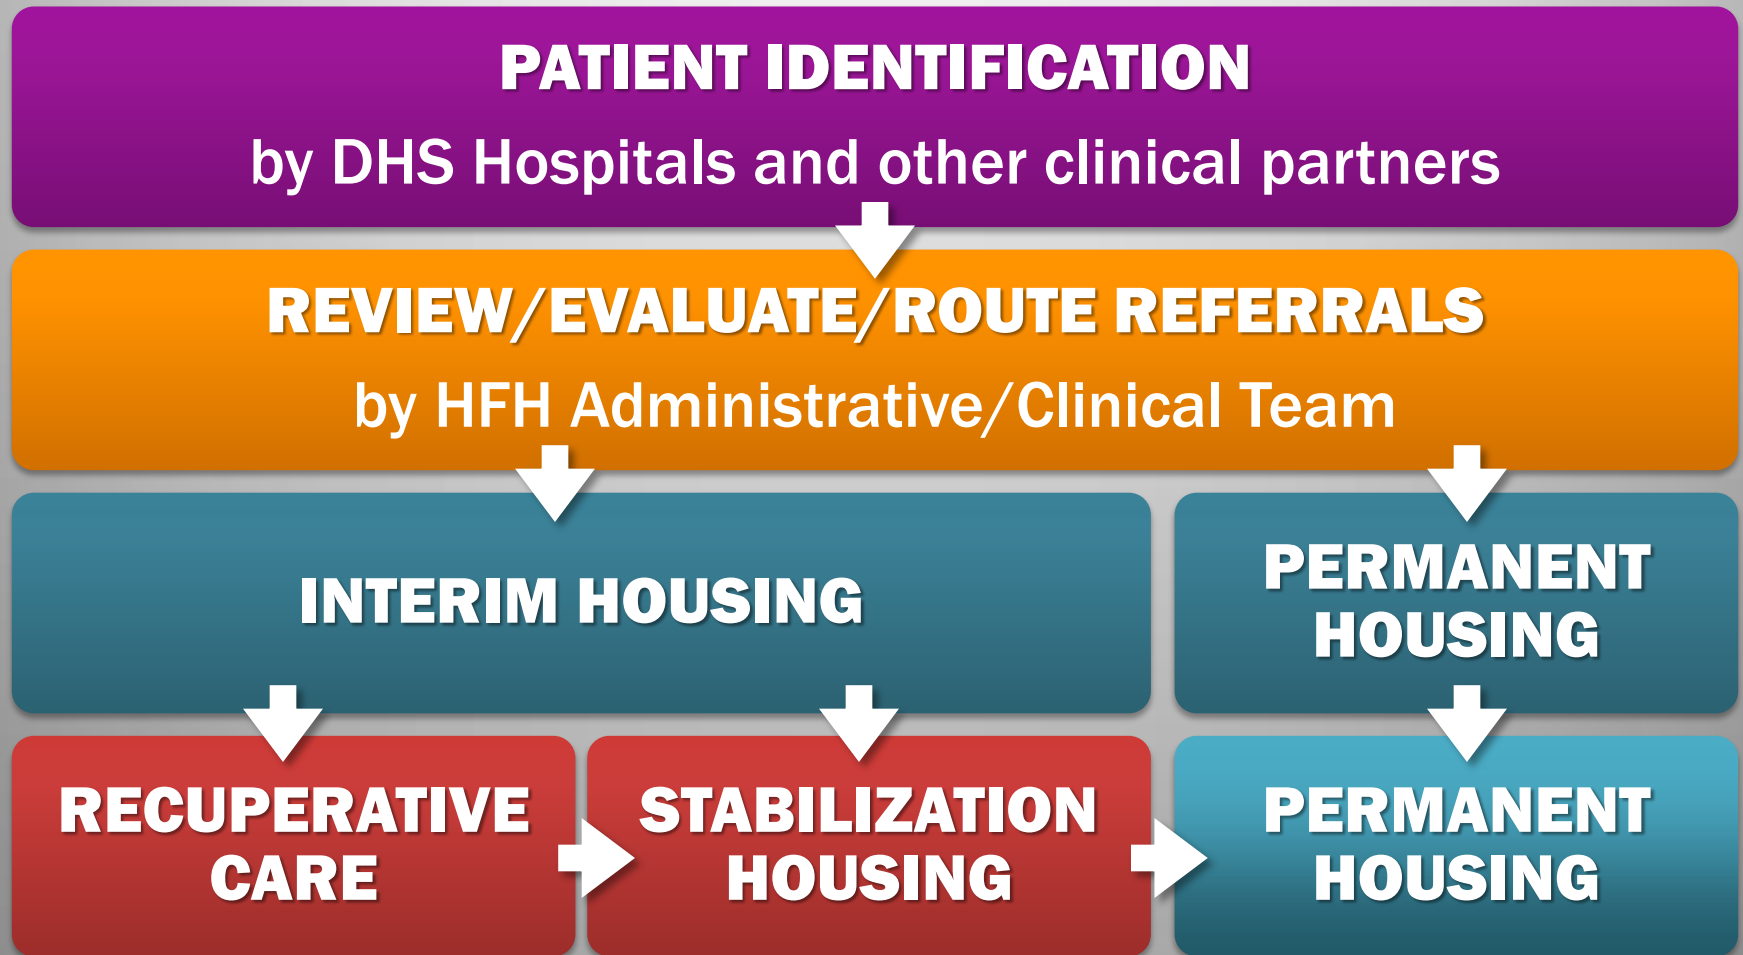 PATIENT IDENTIFICATION
by DHS Hospitals and other clinical partners
REVIEW/EVALUATE/ROUTE REFERRALS
by HFH Administrative/Clinical Team
INTERIM HOUSING
PERMANENT
HOUSING
RECUPERATIVE
CARE
STABILIZATION
HOUSING
PERMANENT
HOUSING